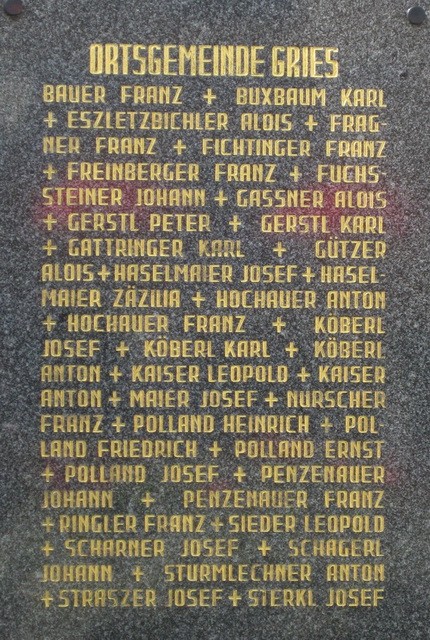 ORTSGEMEINDE GRIES
BAUER FRANZ + BUXBAUM KARL
+ ESZLETZBICHLER ALOIS + FRAG-
NER FRANZ + FICHTINGER FRANZ
+ FREINBERGER FRANZ + FUCHS-
STEINER JOHANN + GASSNER ALOIS
+ GERSTL PETER + GERSTL KARL
+ GATTRINGER KARL + GÜTZER
ALOIS + HASELMAIER JOSEF + HASEL-
MAIER ZÄZILIA + HOCHAUER ANTON
+ HOCHAUER FRANZ + KÖBERL
JOSEF + KÖBERL KARL + KÖBERL
ANTON + KAISER LEOPOLD + KAISER
ANTON + MAIER JOSEF + NURSCHER
FRANZ + POLLAND HEINRICH + POL-
LAND FRIEDRICH + POLLAND ERNST
+ POLLAND JOSEF + PENZENAUER
JOHANN + PENZENAUER FRANZ
+ RINGLER FRANZ + SIEDER LEOPOLD
+ SCHARNER JOSEF + SCHAGERL
JOHANN + STURMLECHNER ANTON
+ STRASZER JOSEF + STERKL JOSEF